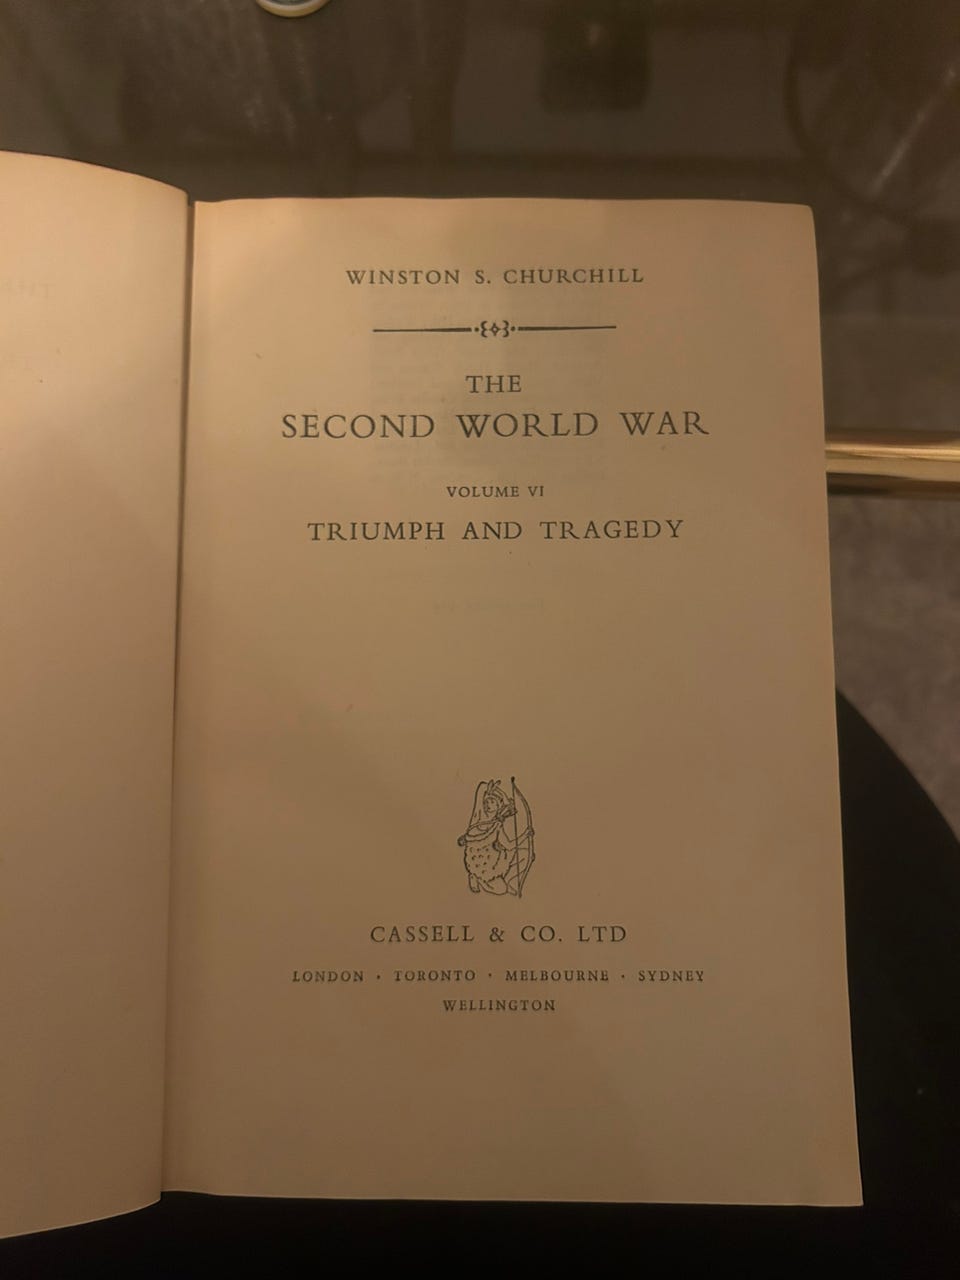 WINSTON S. CHURCHILL
THE
SECOND WORLD WAR
VOLUME VI
TRIUMPH AND TRAGEDY
CASSELL & CO. LTD
LONDON · TORONTO · MELBOURNE · SYDNEY
WELLINGTON